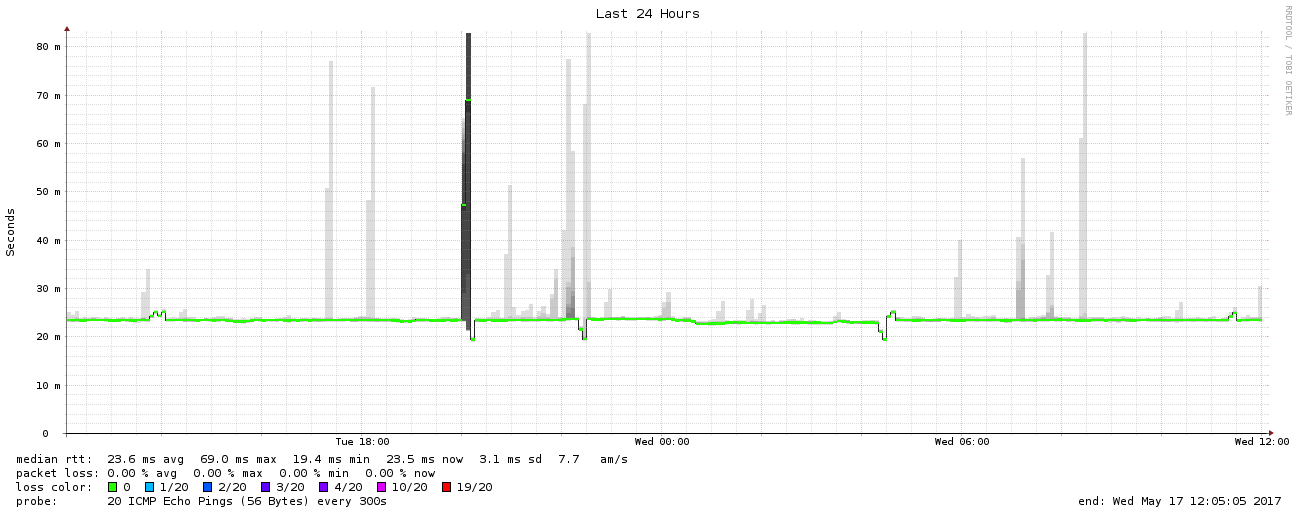 Last 24 Hours
RRDTOOL / TOBI OETIKER
80 m
70 m
60 m
50 m
40 m
30 m
20 m
10 m
0
Seconds
Tue 18:00 Wed 00:00 Wed 06:00 Wed 12:00
median rtt: 23.6 ms avg 69.0 ms max 19.4 ms min 23.5 ms now 3.1 ms sd 7.7 am/s
packet loss: 0.00 % avg 0.00 % max 0.00 % min 0.00 % now
loss color: 0 1/20 2/20 3/20 4/20 10/20 19/20
probe: 20 ICMP Echo Pings (56 Bytes) every 300s end: Wed May 17 12:05:05 2017